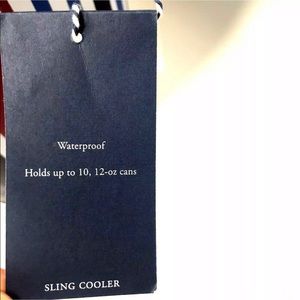 Waterproof
Holds up to 10, 12-oz cans
SLING COOLER